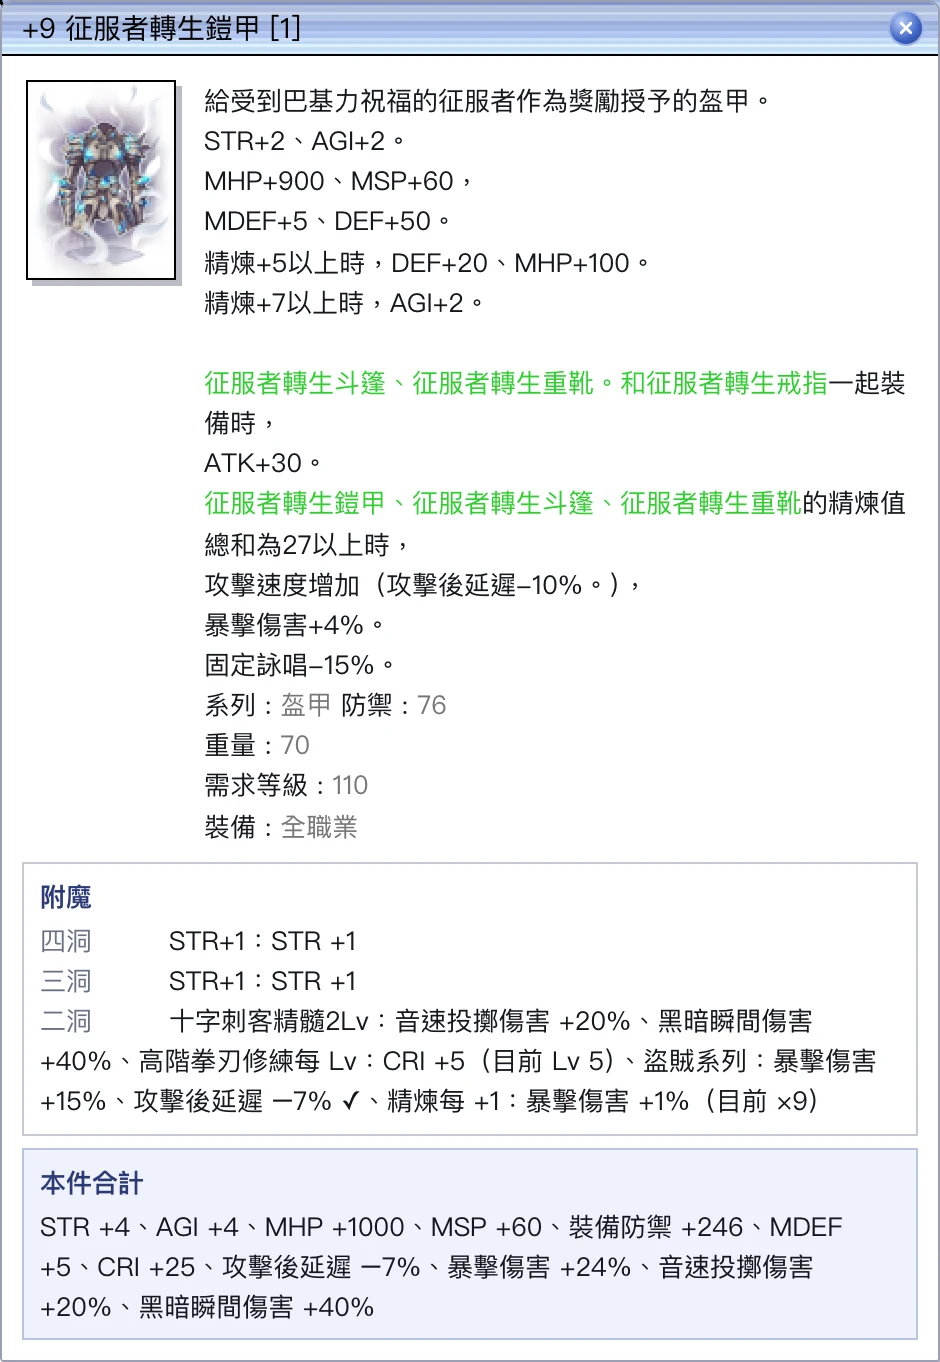 +9 征服者轉生鎧甲 [1]
給受到巴基力祝福的征服者作為獎勵授予的盔甲。
STR+2、AGI+2。
MHP+900、MSP+60，
MDEF+5、DEF+50。
精煉+5以上時，DEF+20、MHP+100。
精煉+7以上時，AGI+2。
征服者轉生斗篷、征服者轉生重靴。和征服者轉生戒指一起裝
備時，
ATK+30。
征服者轉生鎧甲、征服者轉生斗篷、征服者轉生重靴的精煉值
總和為27以上時，
攻擊速度增加（攻擊後延遲-10%。），
暴擊傷害+4%。
固定詠唱-15%。
系列：盔甲 防禦：76
重量：70
需求等級：110
裝備：全職業
附魔
四洞 STR+1：STR +1
三洞 STR+1：STR +1
二洞 十字刺客精髓2Lv：音速投擲傷害 +20%、黑暗瞬間傷害
+40%、高階拳刃修練每 Lv：CRI +5（目前 Lv 5）、盜賊系列：暴擊傷害
+15%、攻擊後延遲 －7% ✓、精煉每 +1：暴擊傷害 +1%（目前 ×9）
本件合計
STR +4、AGI +4、MHP +1000、MSP +60、裝備防禦 +246、MDEF
+5、CRI +25、攻擊後延遲 －7%、暴擊傷害 +24%、音速投擲傷害
+20%、黑暗瞬間傷害 +40%